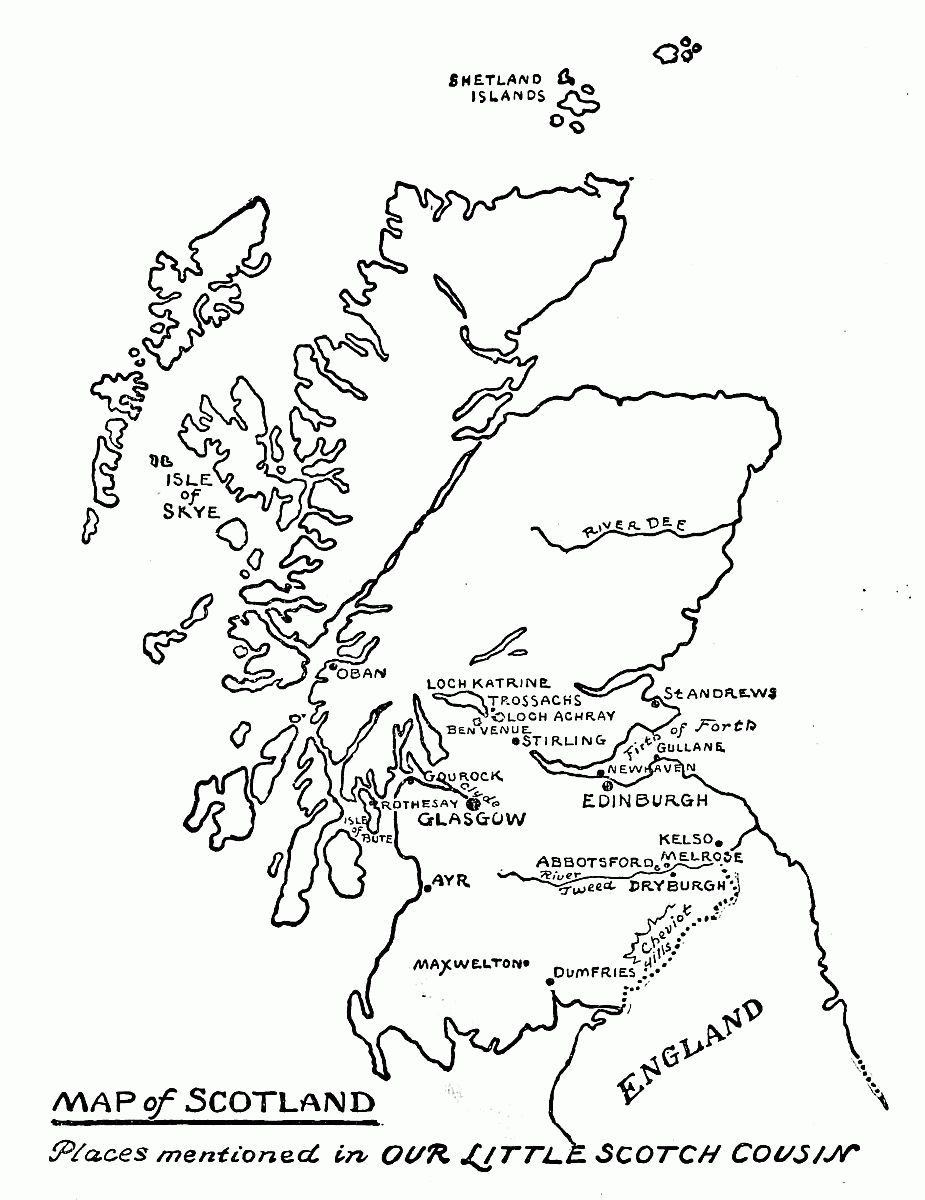 SHETLAND
ISLANDS
ISLE
of
SKYE
RIVER DEE
OBAN
LOCH KATRINE
TROSSACHS
LOCH ACHRAY
BEN VENUE
STIRLING
St ANDREWS
Firth of Forth
GULLANE
NEWHAVEN
EDINBURGH
GOUROCK
Clyde
ROTHESAY
GLASGOW
ISLE
of
BUTE
KELSO
ABBOTSFORD
MELROSE
River
Tweed
DRYBURGH
AYR
Cheviot
Hills
MAXWELTON
DUMFRIES
ENGLAND
MAP of SCOTLAND
Places mentioned in OUR LITTLE SCOTCH COUSIN